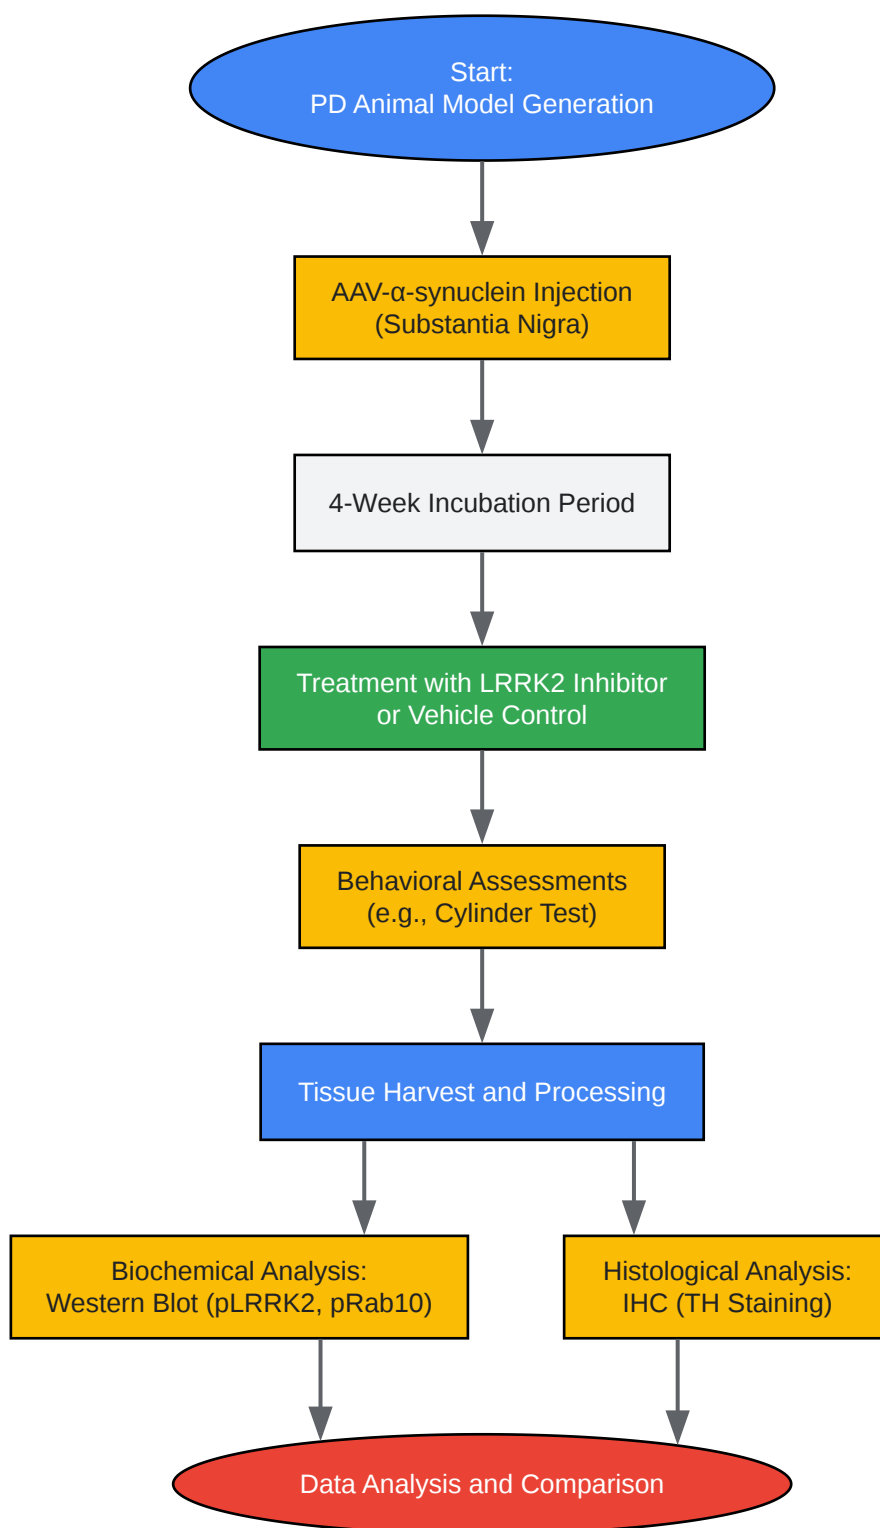 Start:
PD Animal Model Generation
AAV-α-synuclein Injection
(Substantia Nigra)
4-Week Incubation Period
Treatment with LRRK2 Inhibitor
or Vehicle Control
Behavioral Assessments
(e.g., Cylinder Test)
Tissue Harvest and Processing
Biochemical Analysis:
Western Blot (pLRRK2, pRab10)
Histological Analysis:
IHC (TH Staining)
Data Analysis and Comparison